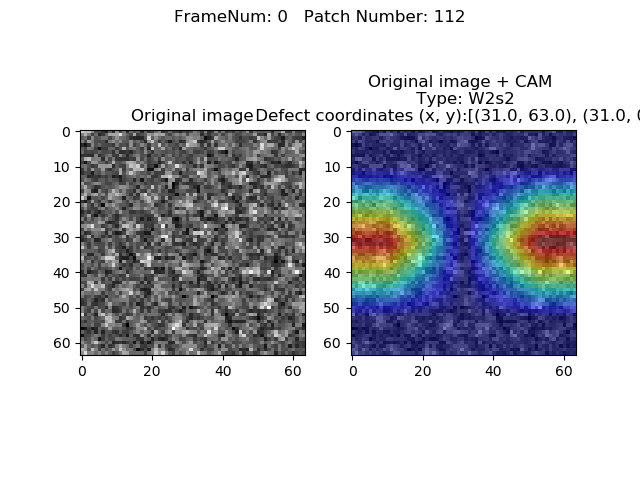 FrameNum: 0   Patch Number: 112
Original image + CAM
Type: W2s2
Original image
Defect coordinates (x, y):[(31.0, 63.0), (31.0, 0
0
10
20
30
40
50
60
0 20 40 60
0
10
20
30
40
50
60
0 20 40 60